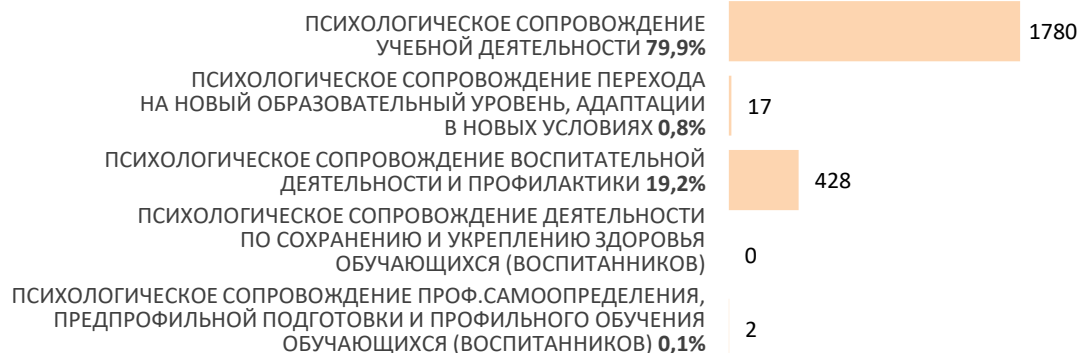 ПСИХОЛОГИЧЕСКОЕ СОПРОВОЖДЕНИЕ
УЧЕБНОЙ ДЕЯТЕЛЬНОСТИ 79,9%
1780
ПСИХОЛОГИЧЕСКОЕ СОПРОВОЖДЕНИЕ ПЕРЕХОДА
НА НОВЫЙ ОБРАЗОВАТЕЛЬНЫЙ УРОВЕНЬ, АДАПТАЦИИ
В НОВЫХ УСЛОВИЯХ 0,8%
17
ПСИХОЛОГИЧЕСКОЕ СОПРОВОЖДЕНИЕ ВОСПИТАТЕЛЬНОЙ
ДЕЯТЕЛЬНОСТИ И ПРОФИЛАКТИКИ 19,2%
428
ПСИХОЛОГИЧЕСКОЕ СОПРОВОЖДЕНИЕ ДЕЯТЕЛЬНОСТИ
ПО СОХРАНЕНИЮ И УКРЕПЛЕНИЮ ЗДОРОВЬЯ
ОБУЧАЮЩИХСЯ (ВОСПИТАННИКОВ)
0
ПСИХОЛОГИЧЕСКОЕ СОПРОВОЖДЕНИЕ ПРОФ.САМООПРЕДЕЛЕНИЯ,
ПРЕДПРОФИЛЬНОЙ ПОДГОТОВКИ И ПРОФИЛЬНОГО ОБУЧЕНИЯ
ОБУЧАЮЩИХСЯ (ВОСПИТАННИКОВ) 0,1%
2